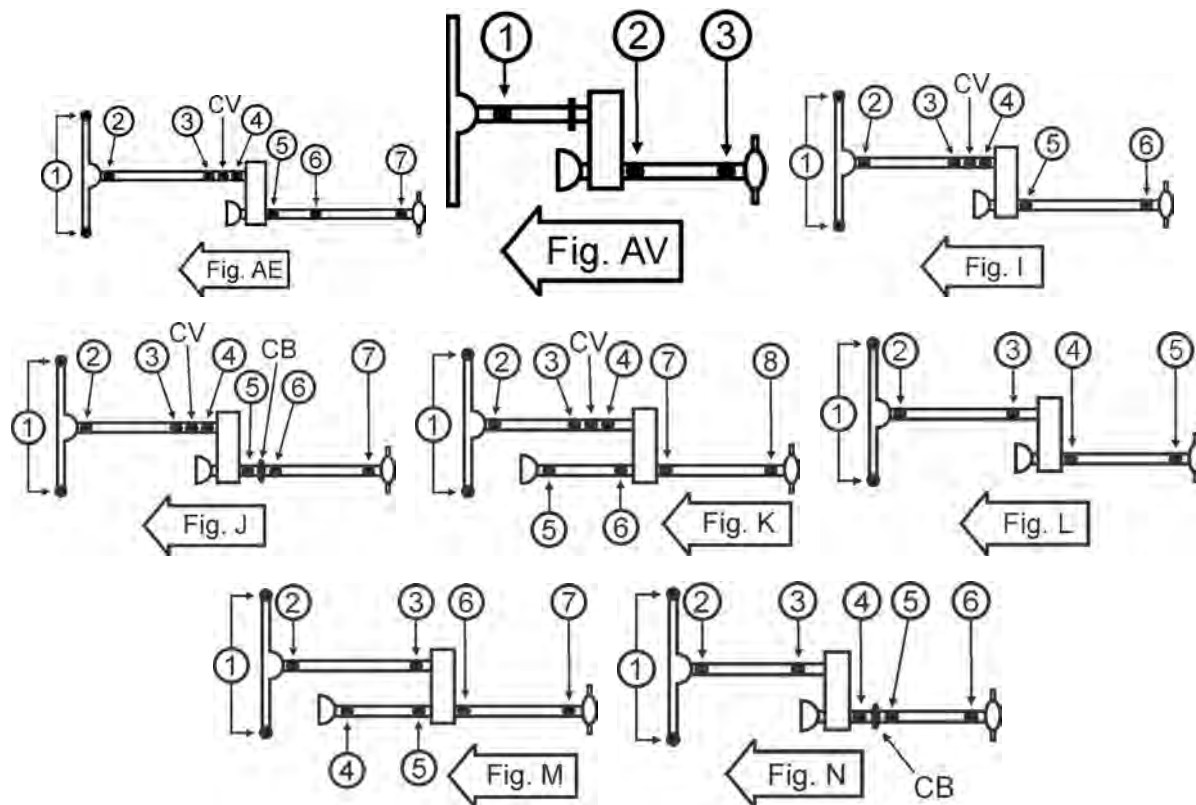 1 2 3
CV
2 3 4 5 6 7
1
Fig. AE
Fig. AV
CV
2 3 4 5 6
1
Fig. I
CV CB
2 3 4 5 6 7
1
Fig. J
CV
2 3 4 7 8
1
5 6
Fig. K
2 3 4 5
1
Fig. L
2 3 6 7
1
4 5
Fig. M
2 3 4 5 6
1
CB
Fig. N